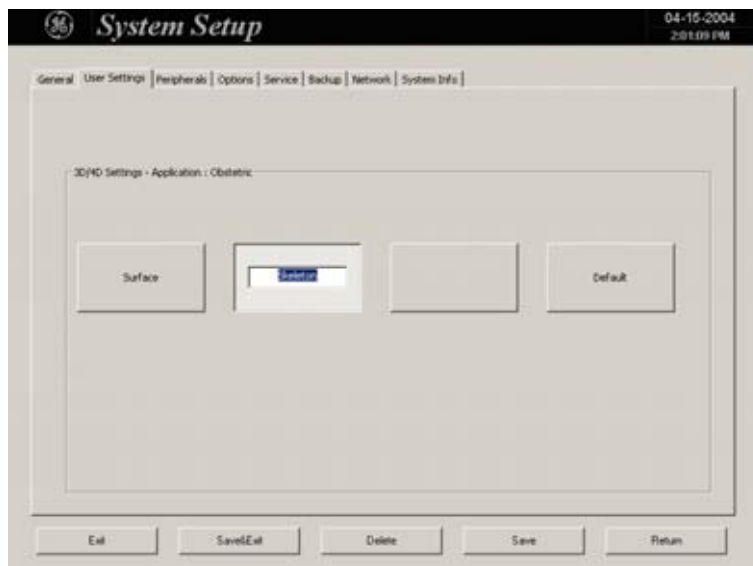 System Setup
04-15-2004
2:01:09 PM
General User Settings Peripherals Options Service Backup Network System Info
3D/4D Settings - Application : Obstetric
Surface Skeleton Default
Exit Save&Exit Delete Save Return